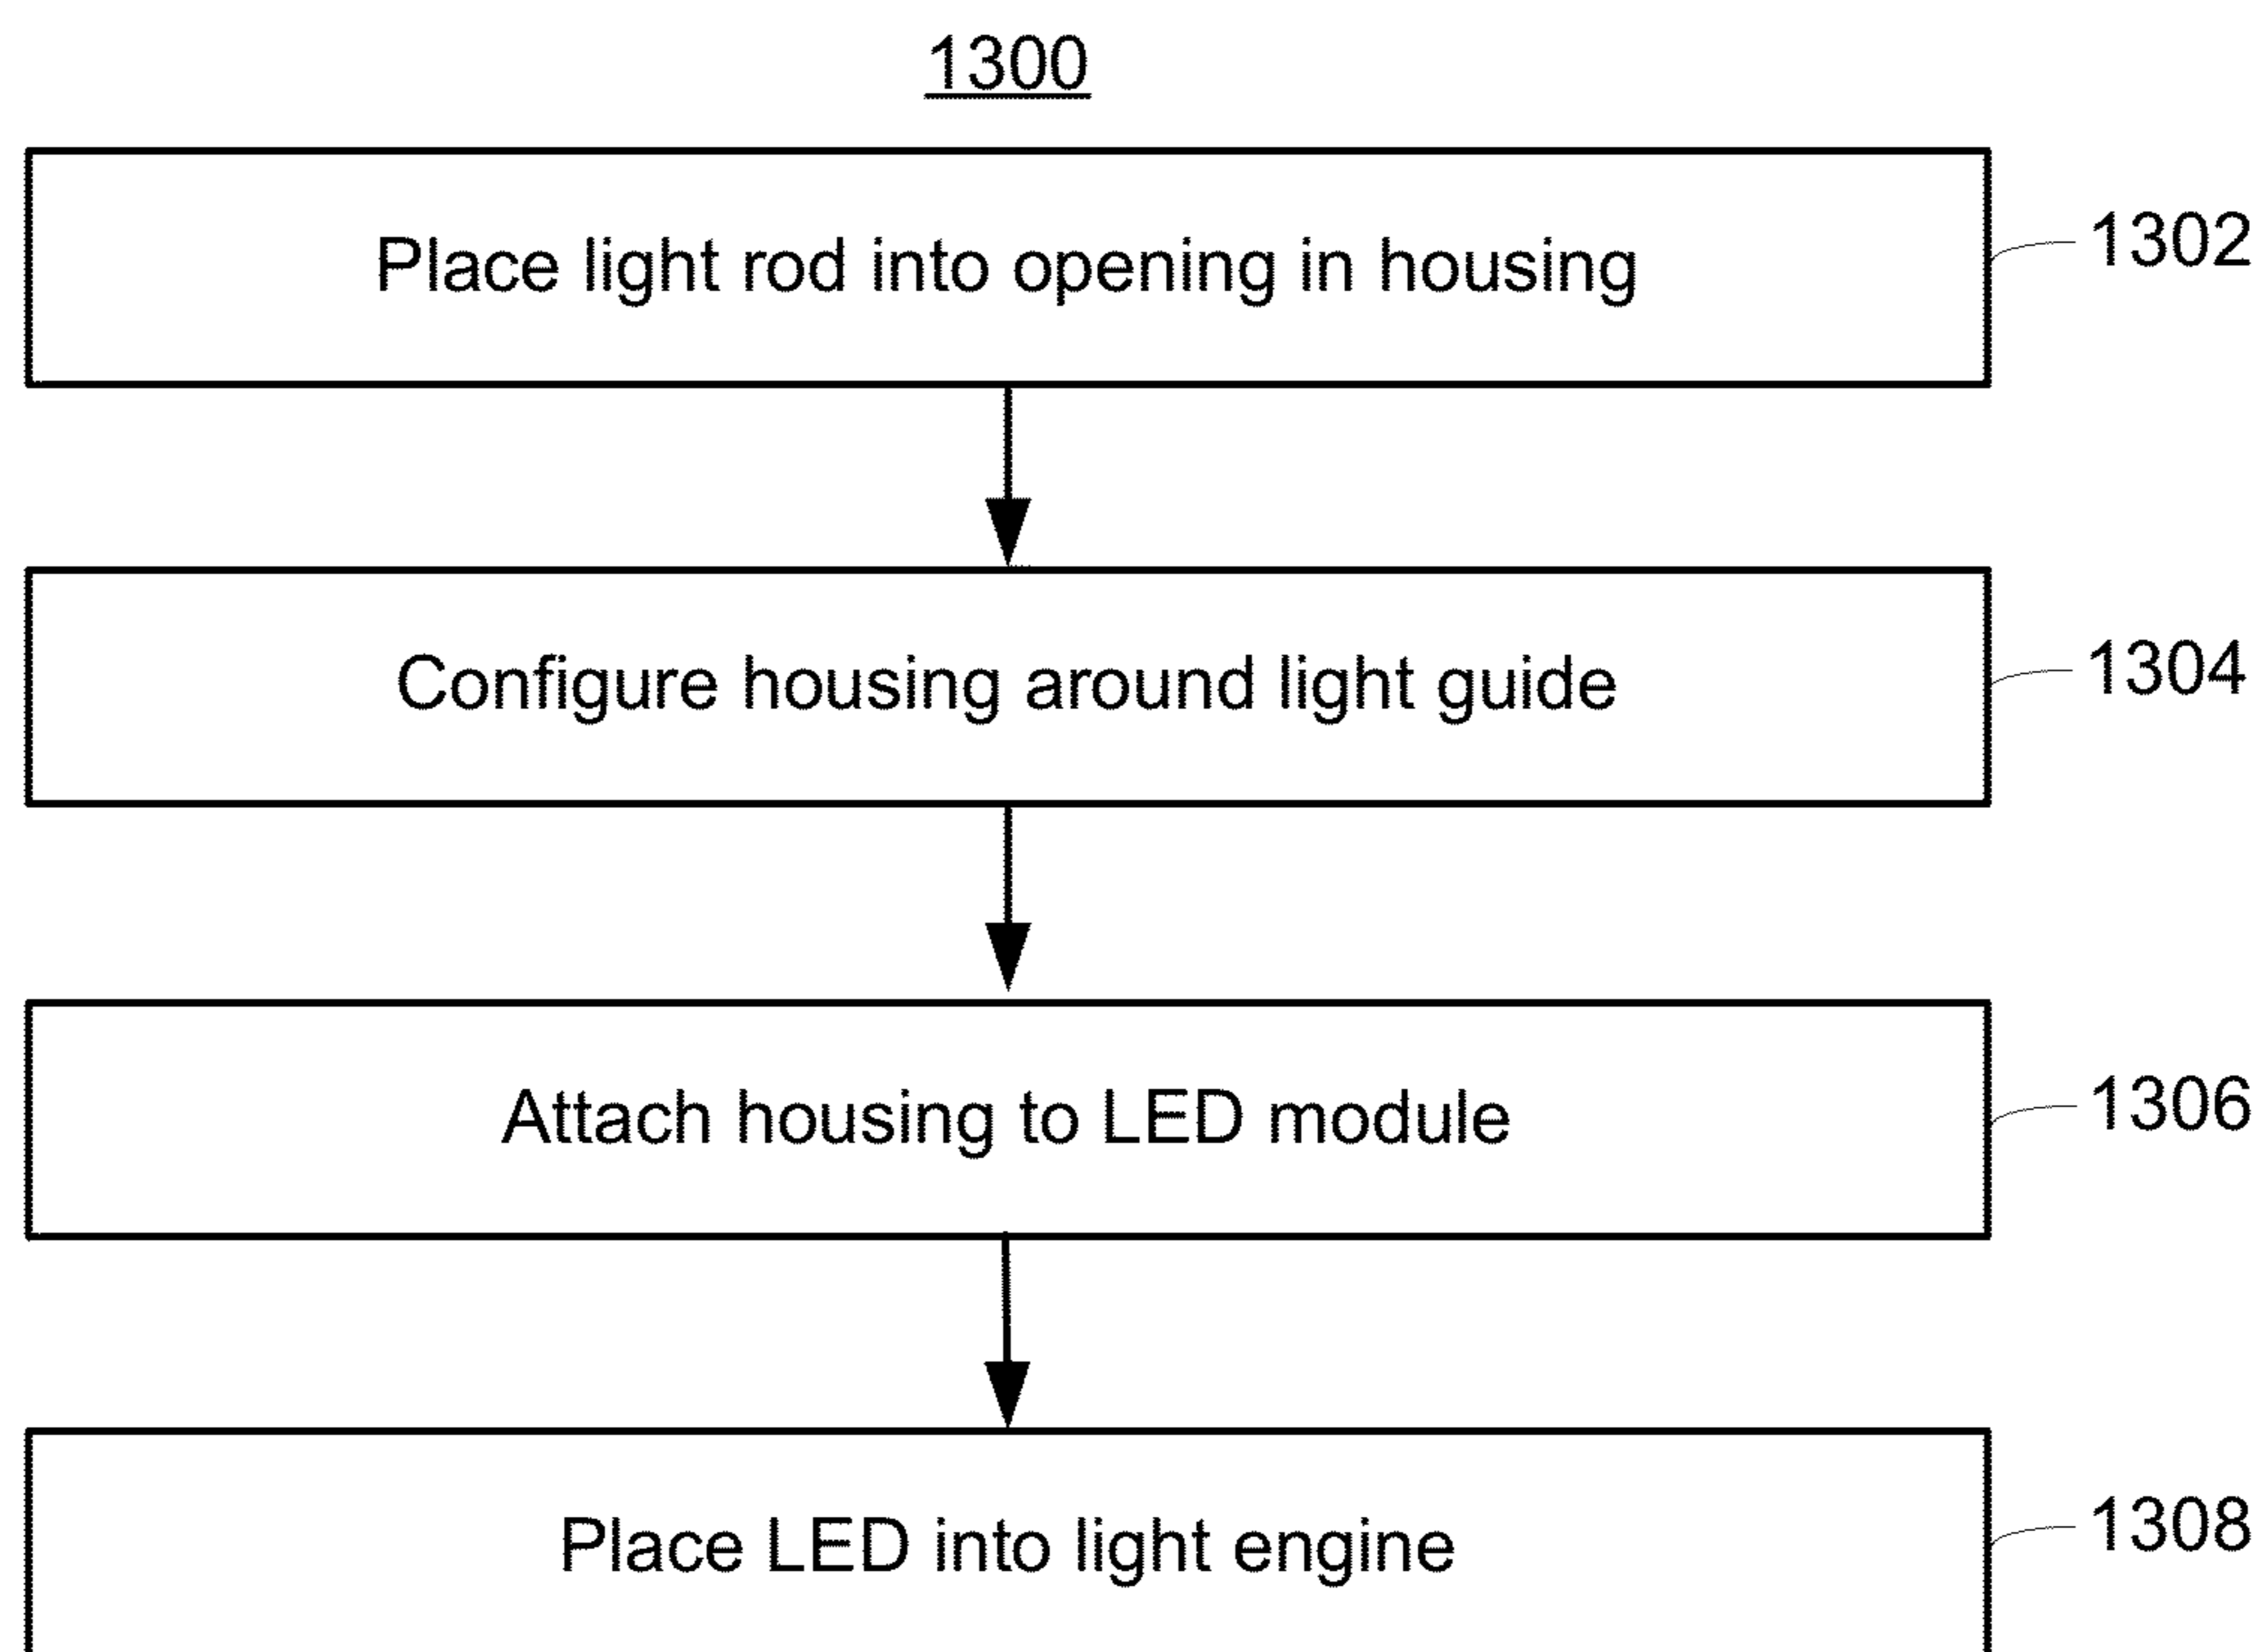 1300
Place light rod into opening in housing
1302
Configure housing around light guide
1304
Attach housing to LED module
1306
Place LED into light engine
1308